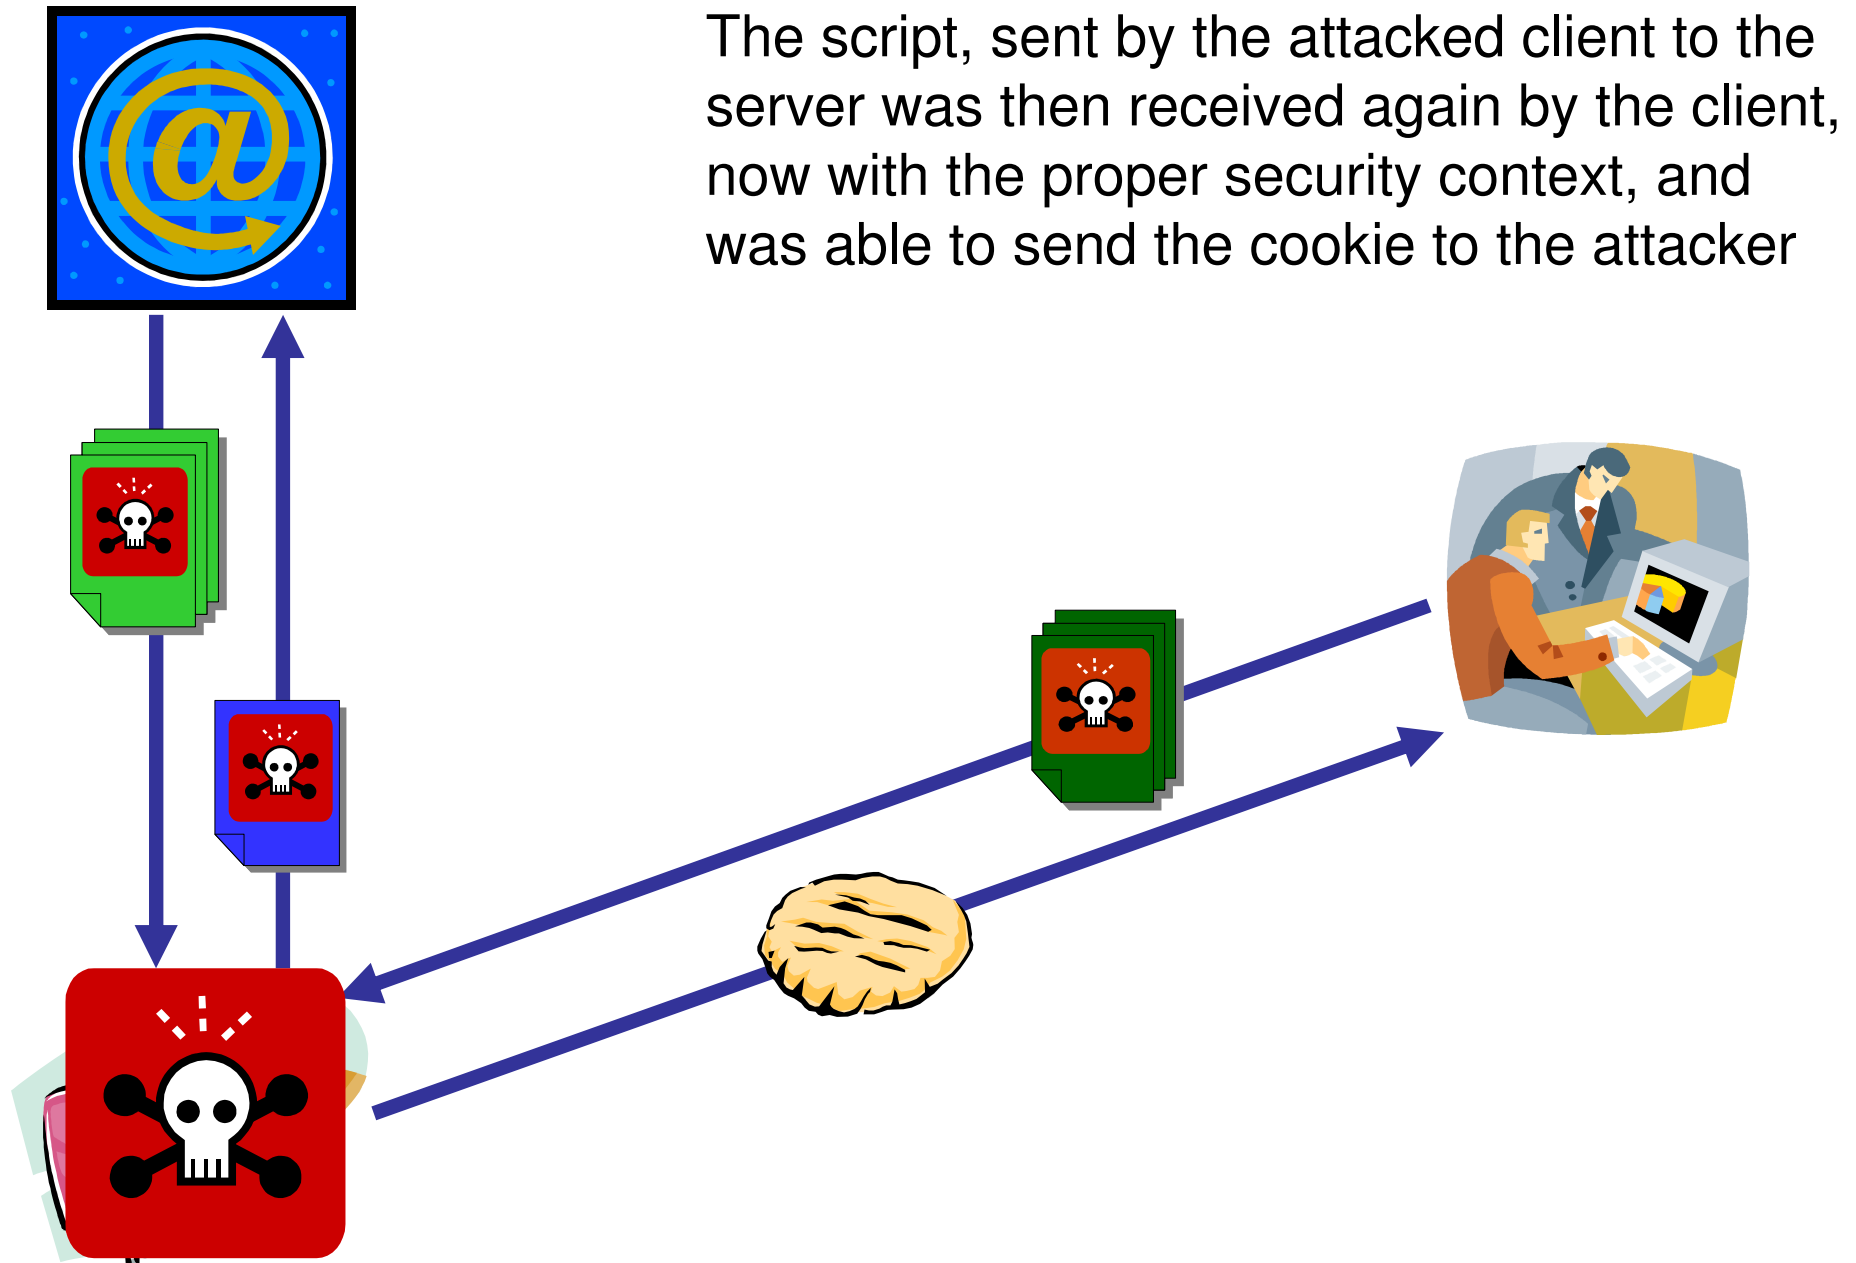 The script, sent by the attacked client to the
server was then received again by the client,
now with the proper security context, and
was able to send the cookie to the attacker